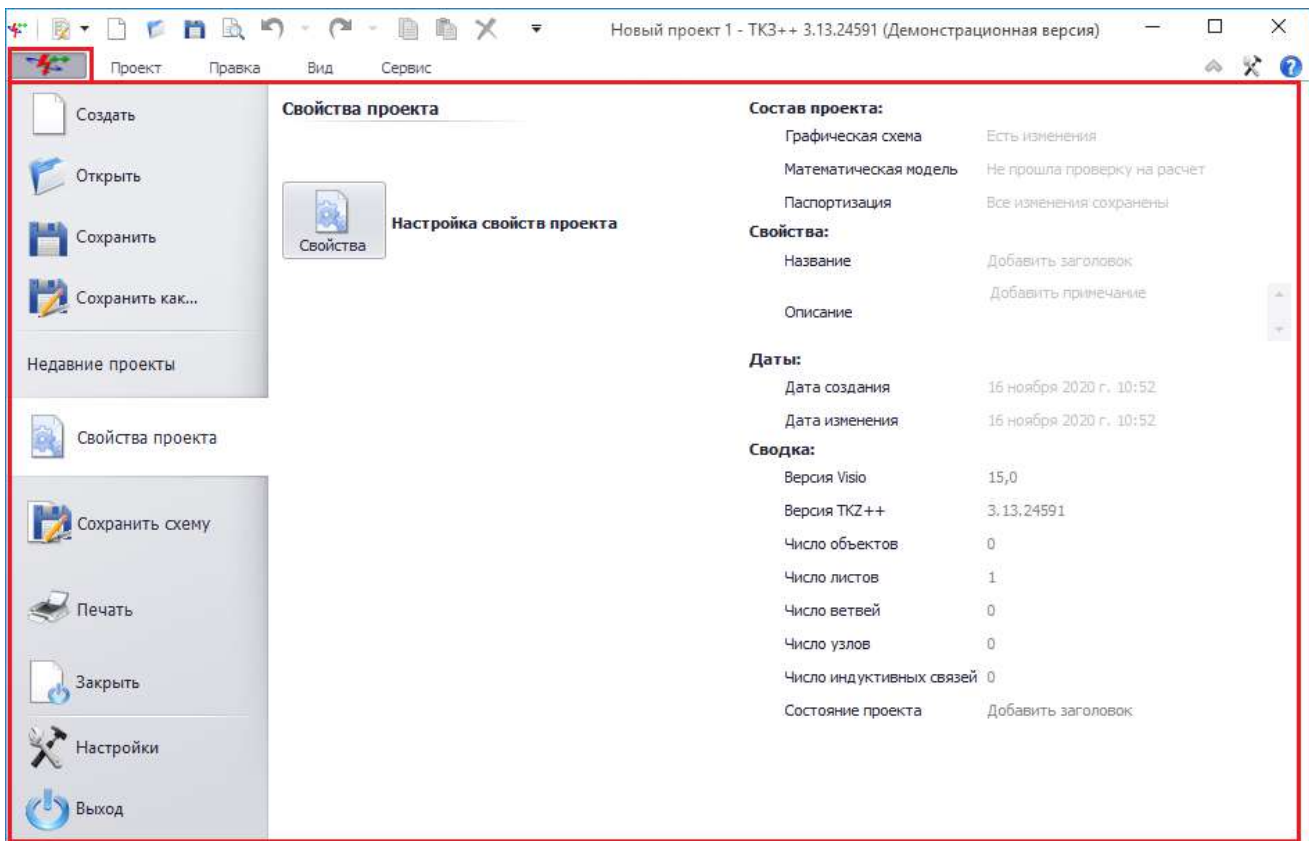 Новый проект 1 - ТКЗ++ 3.13.24591 (Демонстрационная версия)
Проект Правка Вид Сервис
Создать
Открыть
Сохранить
Сохранить как...
Недавние проекты
Свойства проекта
Сохранить схему
Печать
Закрыть
Настройки
Выход
Свойства проекта
Свойства
Настройка свойств проекта
Состав проекта:
Графическая схема Есть изменения
Математическая модель Не прошла проверку на расчет
Паспортизация Все изменения сохранены
Свойства:
Название Добавить заголовок
Описание Добавить примечание
Даты:
Дата создания 16 ноября 2020 г. 10:52
Дата изменения 16 ноября 2020 г. 10:52
Сводка:
Версия Visio 15,0
Версия TKZ++ 3.13.24591
Число объектов 0
Число листов 1
Число ветвей 0
Число узлов 0
Число индуктивных связей 0
Состояние проекта Добавить заголовок